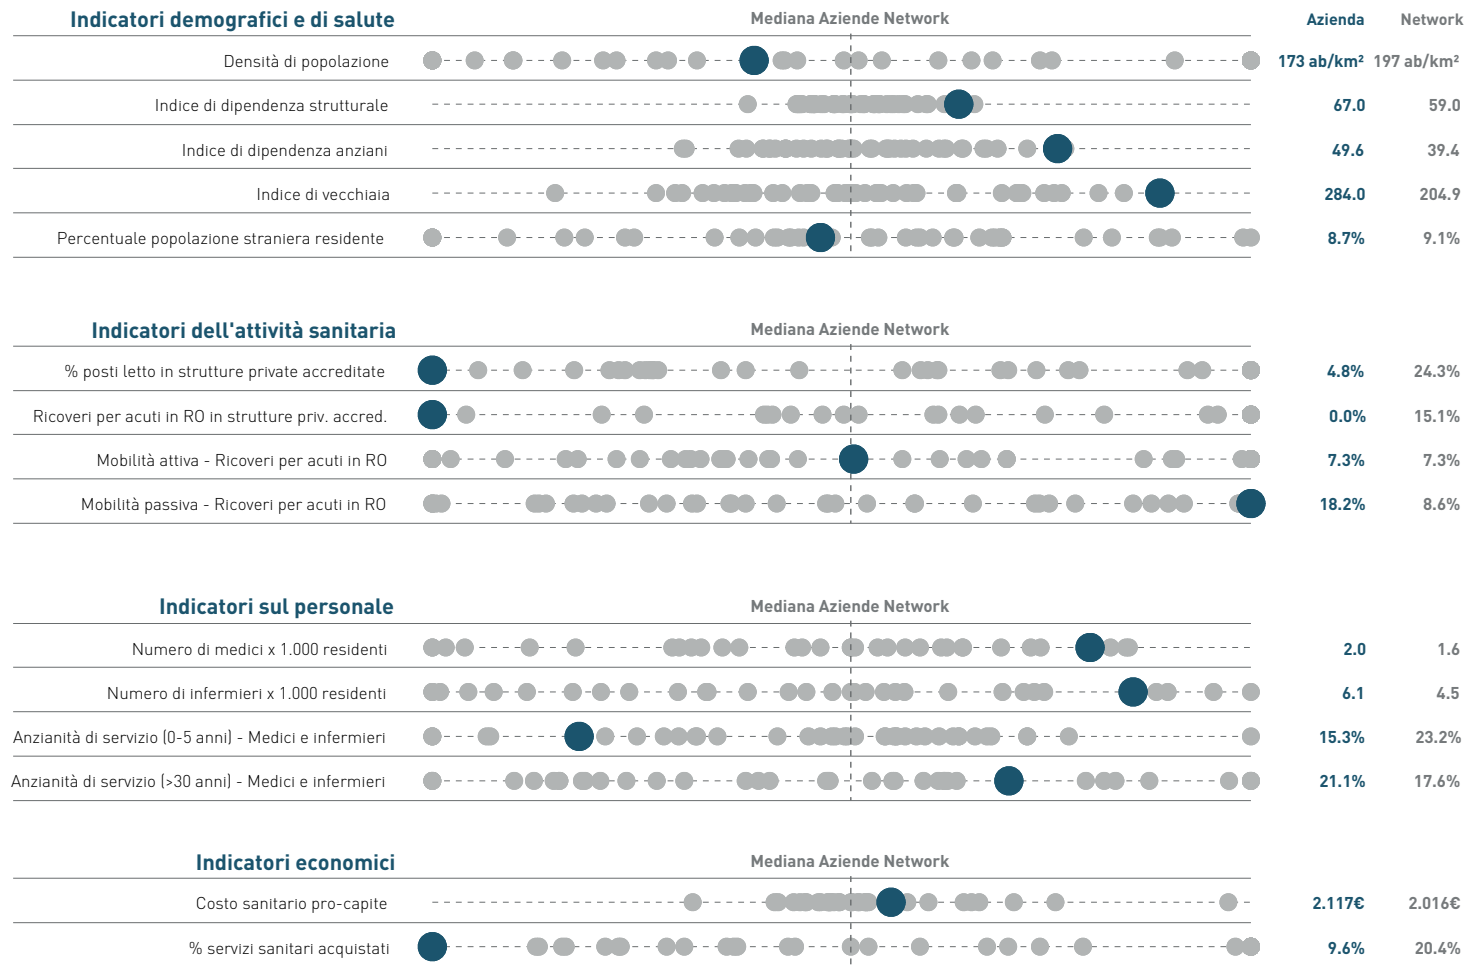 Indicatori demografici e di salute Mediana Aziende Network Azienda Network
Densità di popolazione 173 ab/km² 197 ab/km²
Indice di dipendenza strutturale 67.0 59.0
Indice di dipendenza anziani 49.6 39.4
Indice di vecchiaia 284.0 204.9
Percentuale popolazione straniera residente 8.7% 9.1%
Indicatori dell'attività sanitaria Mediana Aziende Network
% posti letto in strutture private accreditate 4.8% 24.3%
Ricoveri per acuti in RO in strutture priv. accred. 0.0% 15.1%
Mobilità attiva - Ricoveri per acuti in RO 7.3% 7.3%
Mobilità passiva - Ricoveri per acuti in RO 18.2% 8.6%
Indicatori sul personale Mediana Aziende Network
Numero di medici x 1.000 residenti 2.0 1.6
Numero di infermieri x 1.000 residenti 6.1 4.5
Anzianità di servizio (0-5 anni) - Medici e infermieri 15.3% 23.2%
Anzianità di servizio (>30 anni) - Medici e infermieri 21.1% 17.6%
Indicatori economici Mediana Aziende Network
Costo sanitario pro-capite 2.117€ 2.016€
% servizi sanitari acquistati 9.6% 20.4%